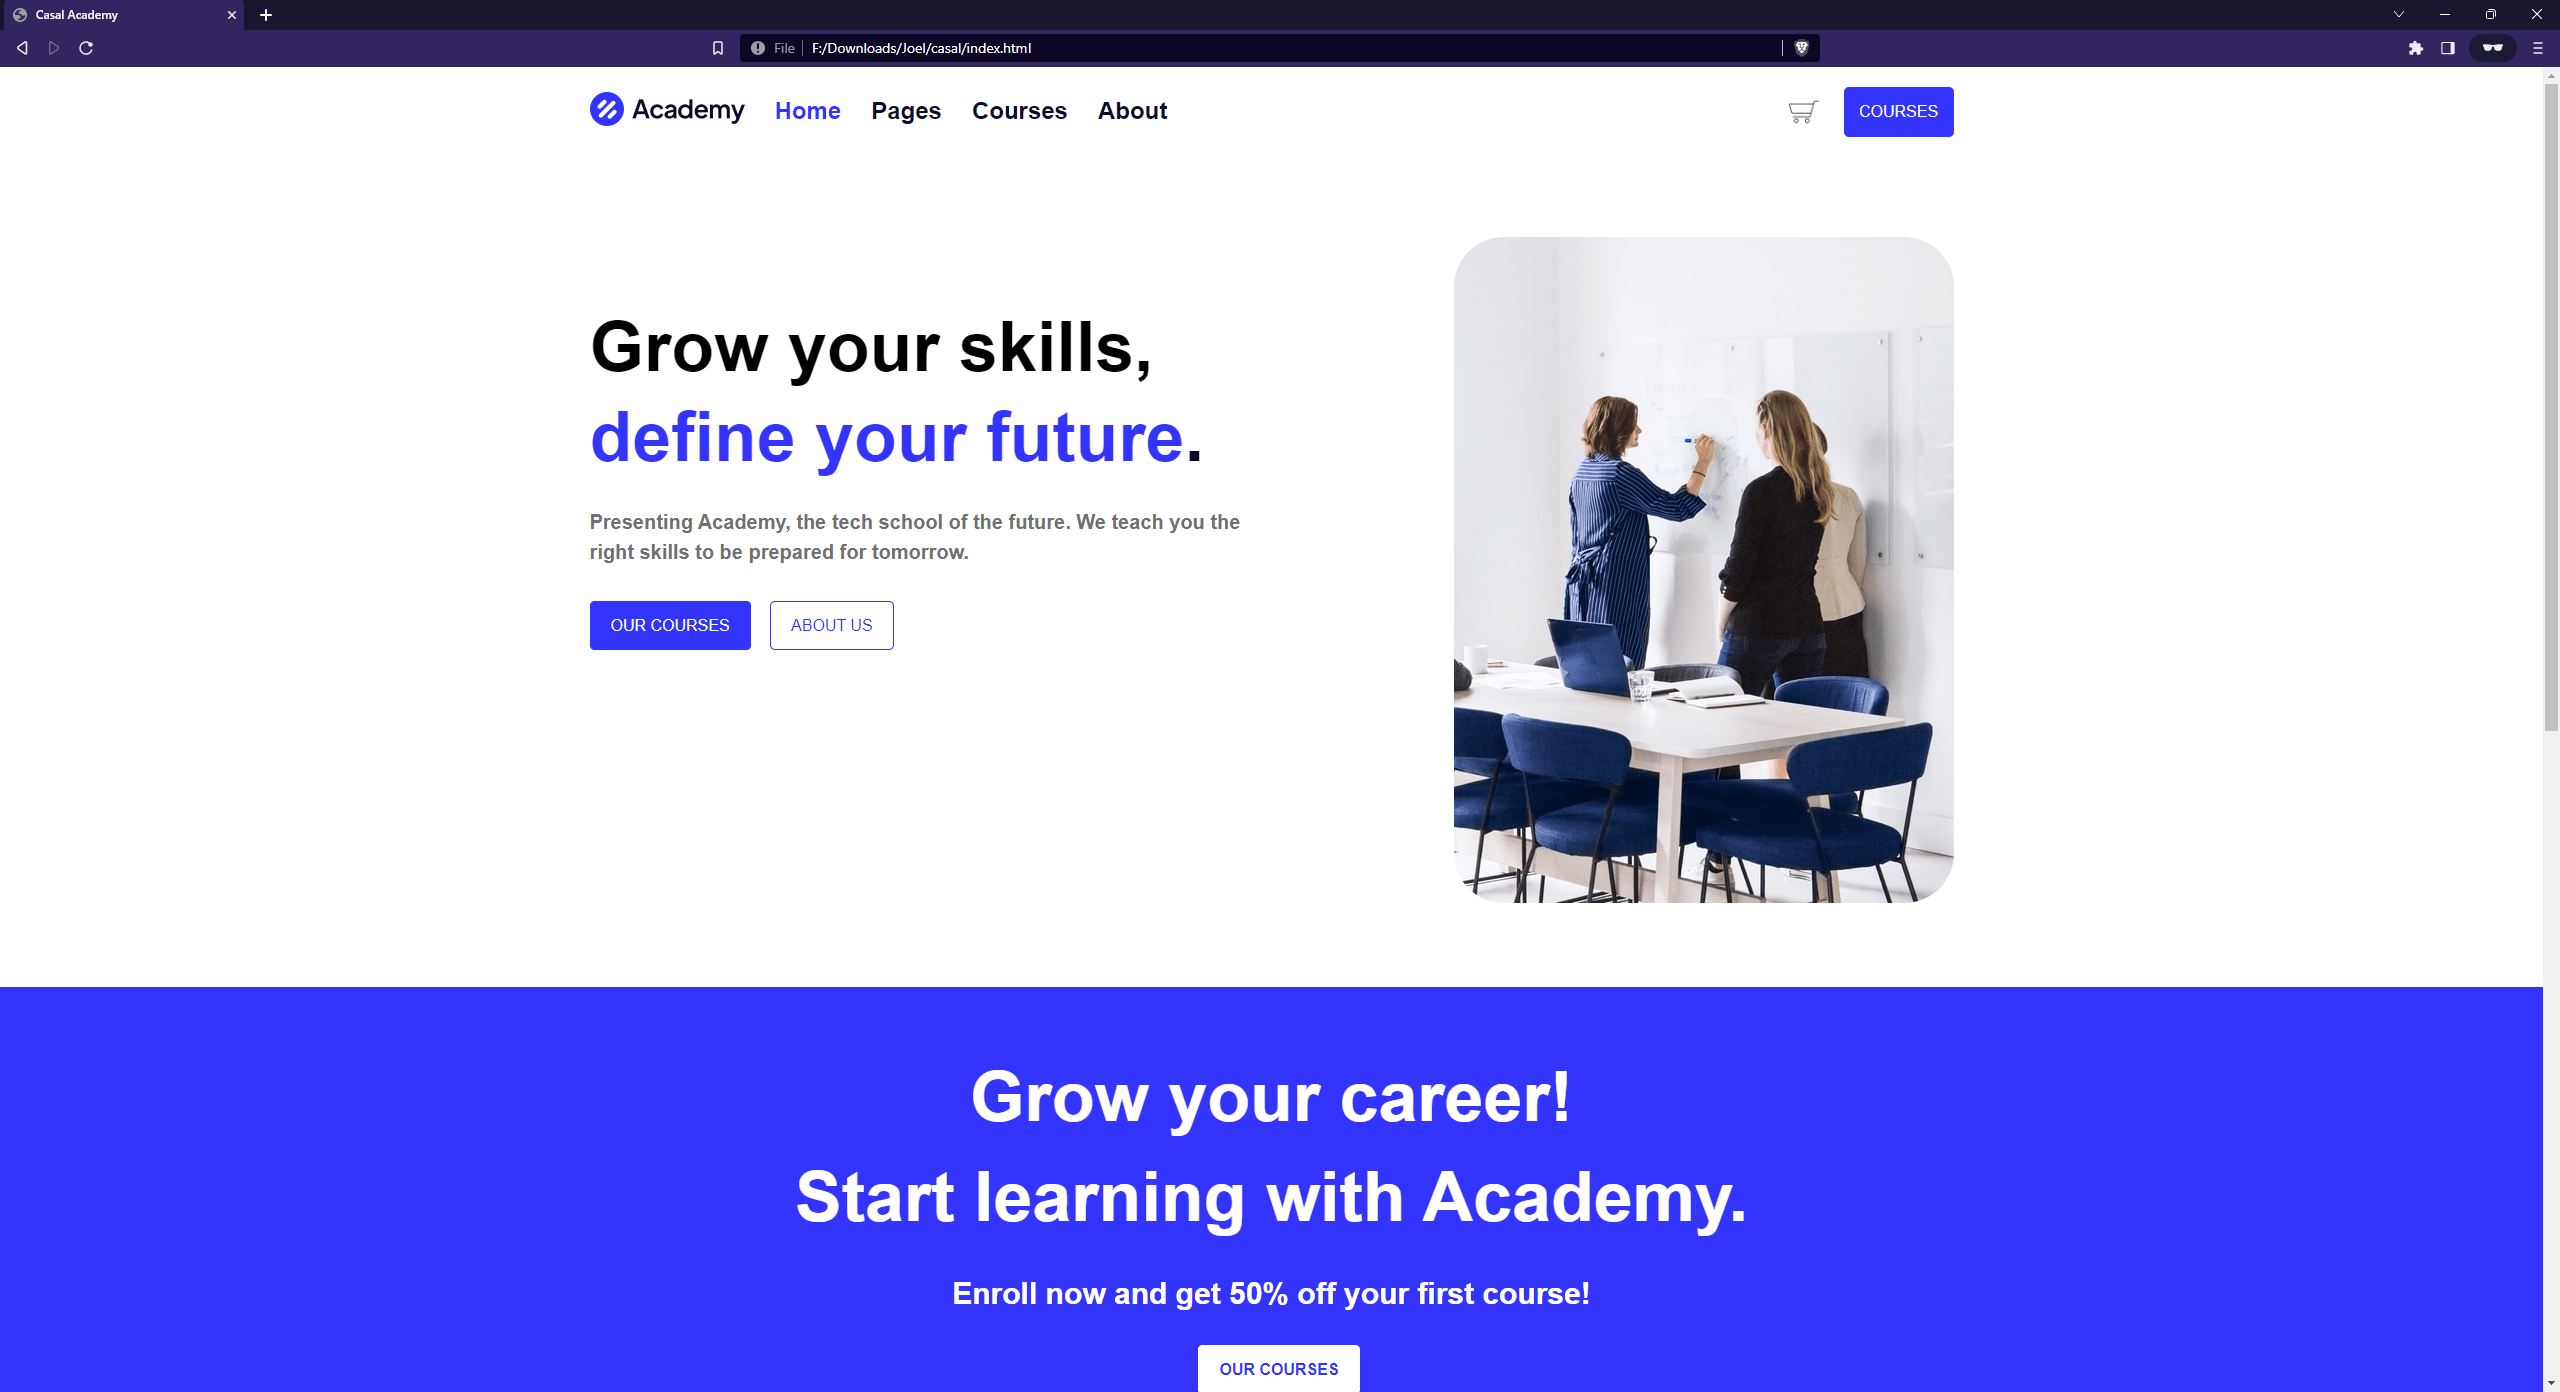 Casal Academy
File
F:/Downloads/Joel/casal/index.html
Academy
Home
Pages
Courses
About
COURSES
Grow your skills,
define your future.
Presenting Academy, the tech school of the future. We teach you the
right skills to be prepared for tomorrow.
OUR COURSES
ABOUT US
Grow your career!
Start learning with Academy.
Enroll now and get 50% off your first course!
OUR COURSES